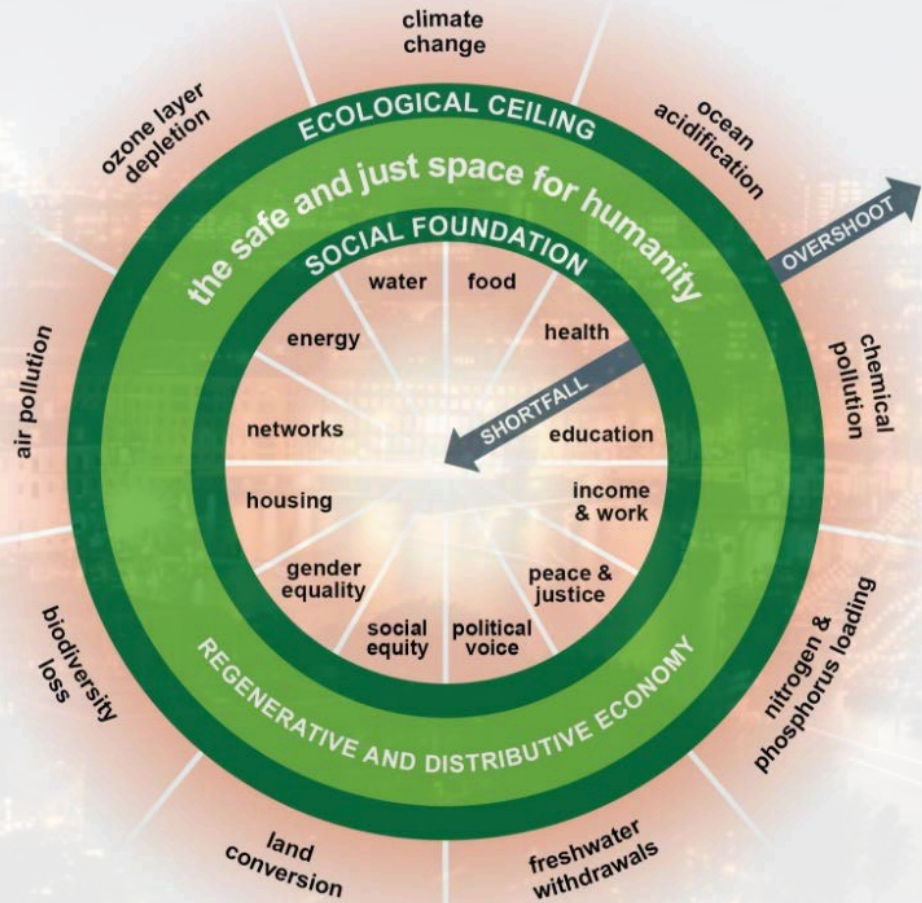 climate
change
ozone layer
depletion
ocean
acidification
ECOLOGICAL CEILING
the safe and just space for humanity
SOCIAL FOUNDATION
OVERSHOOT
water
food
energy
health
SHORTFALL
air pollution
chemical
pollution
networks
education
housing
income
& work
gender
equality
peace &
justice
social
equity
political
voice
biodiversity
loss
nitrogen &
phosphorus loading
REGENERATIVE AND DISTRIBUTIVE ECONOMY
land
conversion
freshwater
withdrawals